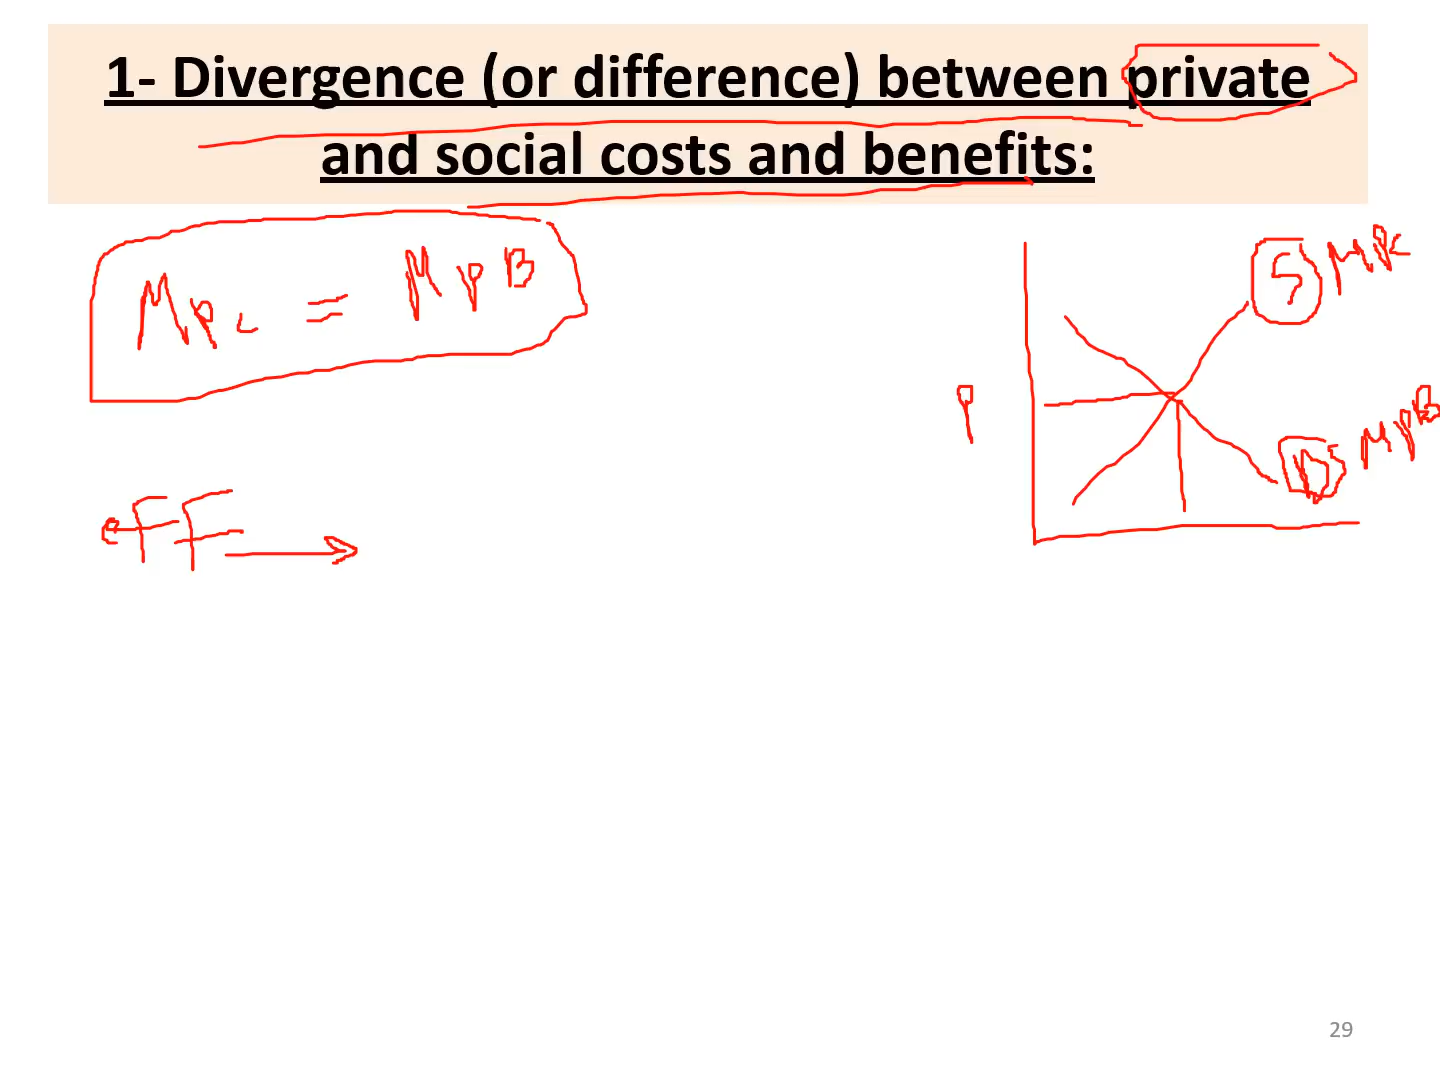 1- Divergence (or difference) between private
and social costs and benefits:
MPC = MPB
S MPC
P
D MPB
eFF
29